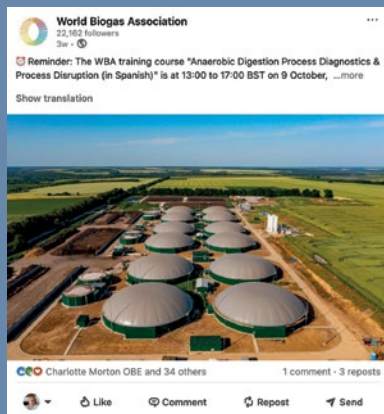 World Biogas Association
22,162 followers
3w •
Reminder: The WBA training course "Anaerobic Digestion Process Diagnostics &
Process Disruption (in Spanish)" is at 13:00 to 17:00 BST on 9 October, ...more
Show translation
Charlotte Morton OBE and 34 others 1 comment · 3 reposts
Like Comment Repost Send